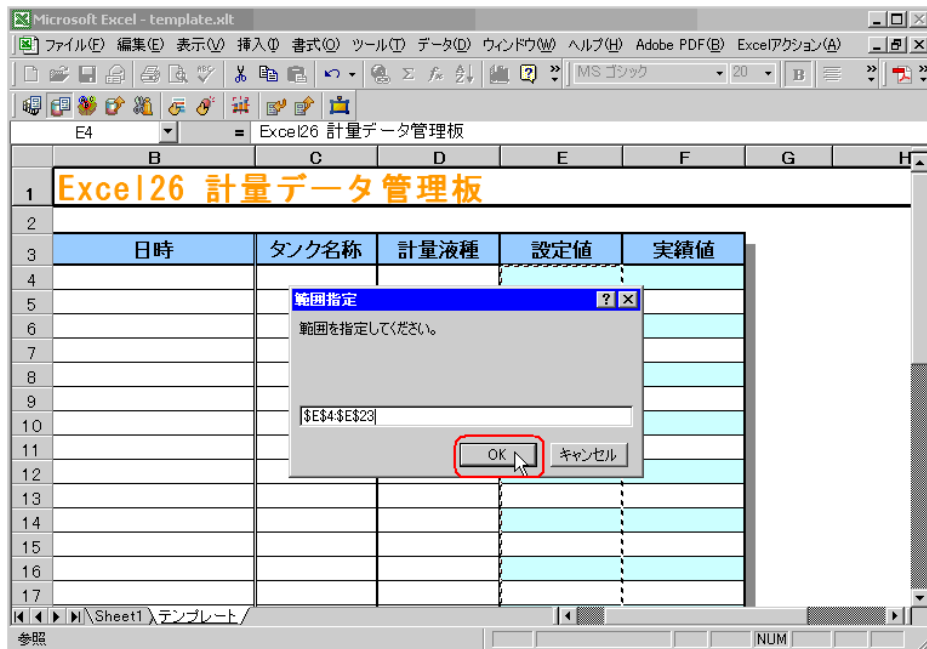 Microsoft Excel - template.xlt
ファイル(F) 編集(E) 表示(V) 挿入(I) 書式(O) ツール(T) データ(D) ウィンドウ(W) ヘルプ(H) Adobe PDF(B) Excelアクション(A)
MS ゴシック 20 B
E4 = Excel26 計量データ管理板
B C D E F G H
1 Excel26 計量データ管理板
2
3 日時 タンク名称 計量液種 設定値 実績値
4
5 範囲指定
6 範囲を指定してください。
7
8
9
10 $E$4:$E$23
11 OK キャンセル
12
13
14
15
16
17
Sheet1 テンプレート
参照 NUM